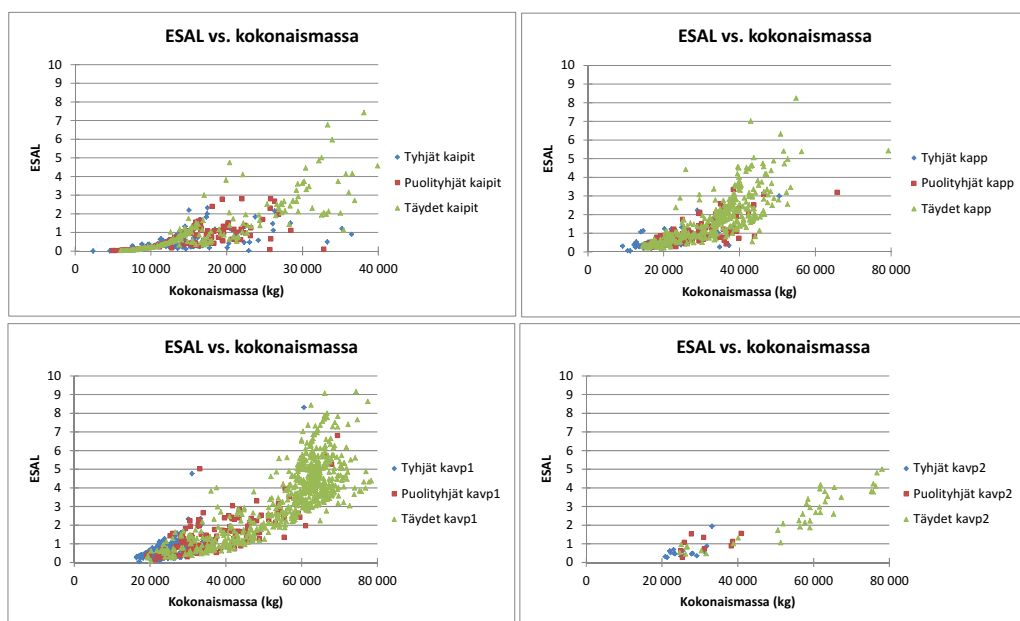 ESAL vs. kokonaismassa
ESAL
10
9
8
7
6
5
4
3
2
1
0
0
10 000
20 000
30 000
40 000
Kokonaismassa (kg)
Tyhjät kaipit
Puolityhjät kaipit
Täydet kaipit
ESAL vs. kokonaismassa
ESAL
10
9
8
7
6
5
4
3
2
1
0
0
20 000
40 000
60 000
80 000
Kokonaismassa (kg)
Tyhjät kapp
Puolityhjät kapp
Täydet kapp
ESAL vs. kokonaismassa
ESAL
10
9
8
7
6
5
4
3
2
1
0
0
20 000
40 000
60 000
80 000
Kokonaismassa (kg)
Tyhjät kavp1
Puolityhjät kavp1
Täydet kavp1
ESAL vs. kokonaismassa
ESAL
10
9
8
7
6
5
4
3
2
1
0
0
20 000
40 000
60 000
80 000
Kokonaismassa (kg)
Tyhjät kavp2
Puolityhjät kavp2
Täydet kavp2